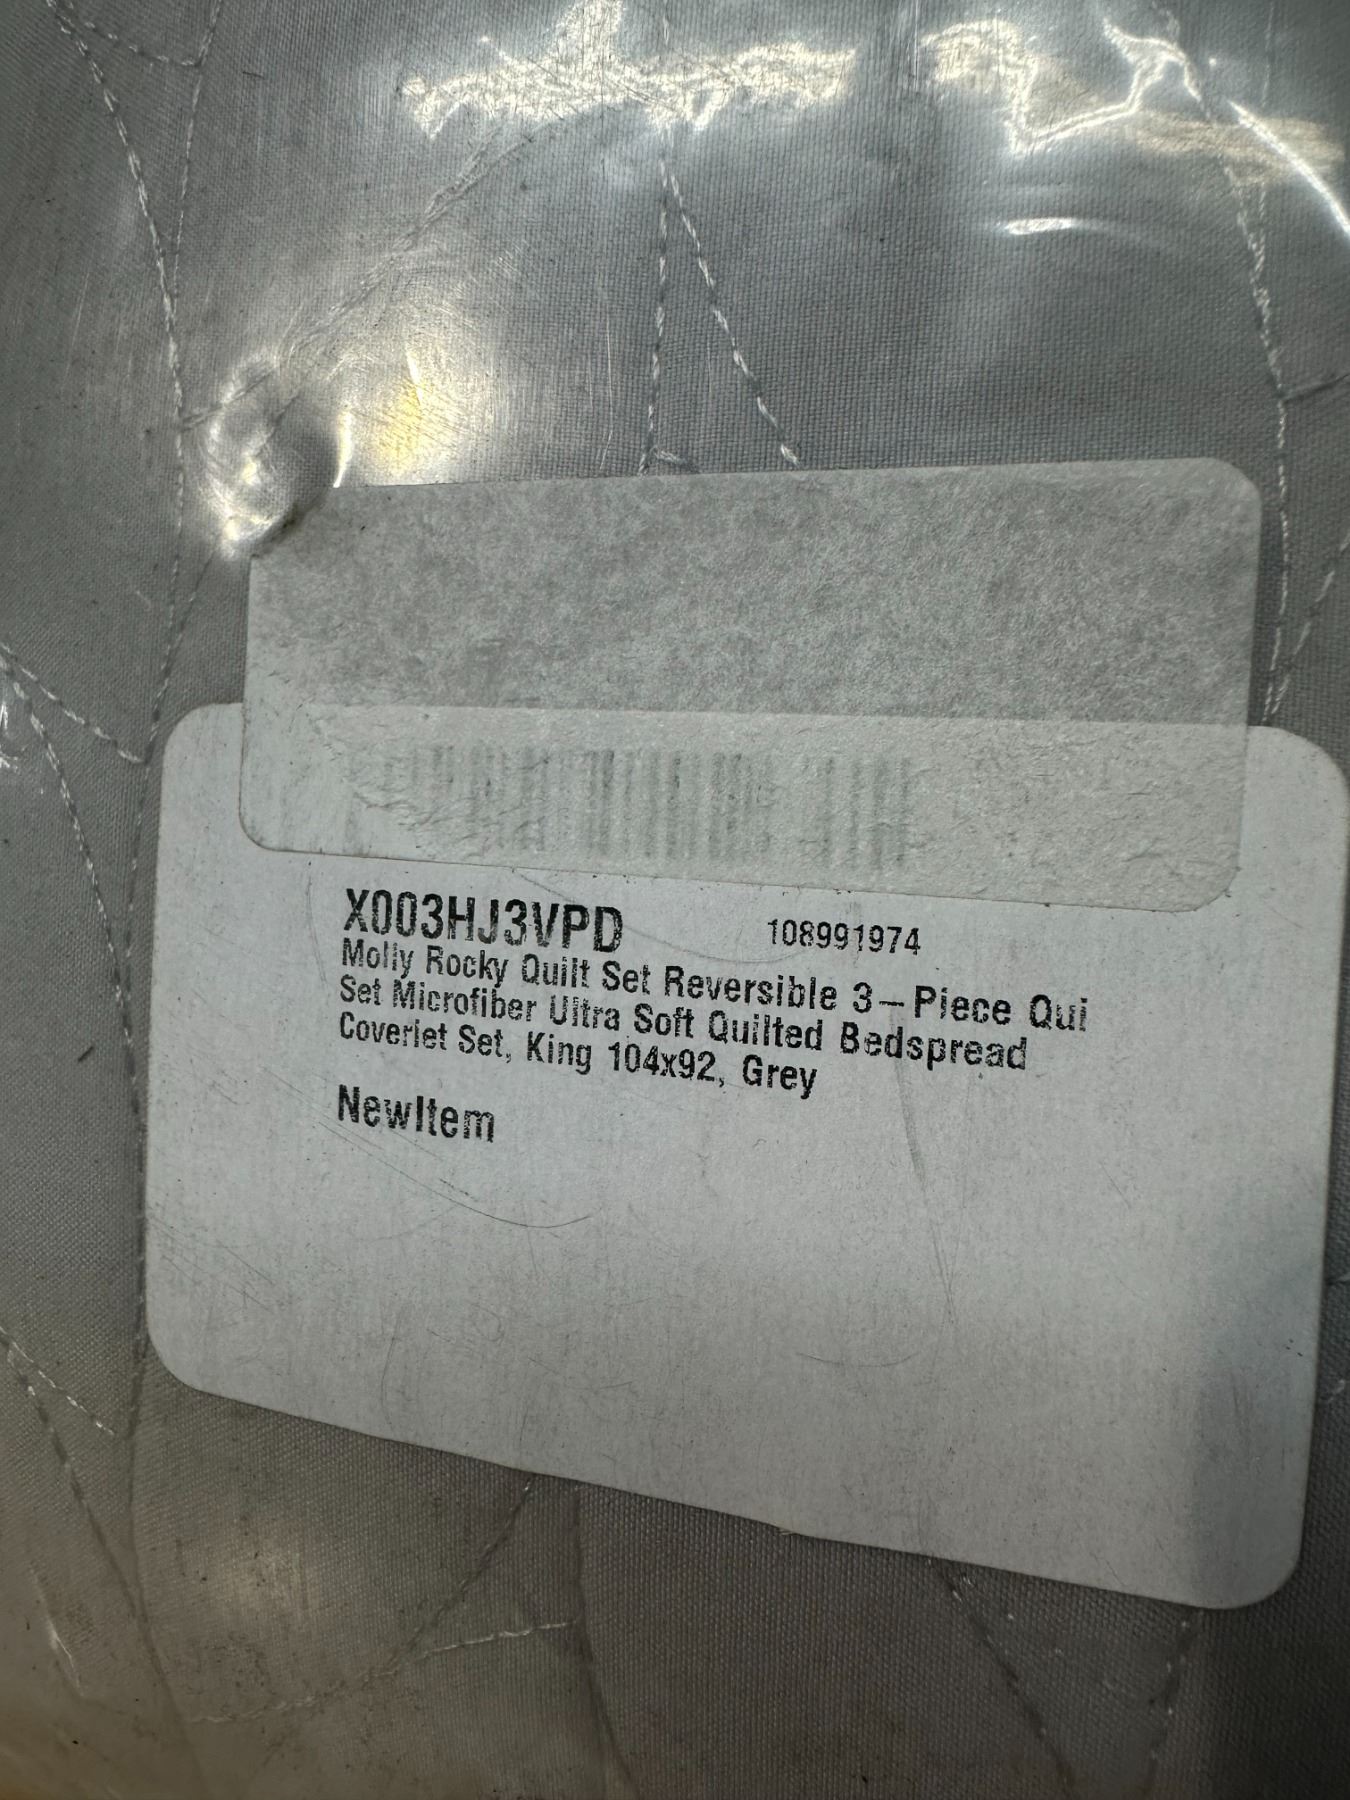 X003HJ3VPD 108991974
Molly Rocky Quilt Set Reversible 3-Piece Qui
Set Microfiber Ultra Soft Quilted Bedspread
Coverlet Set, King 104x92, Grey
NewItem